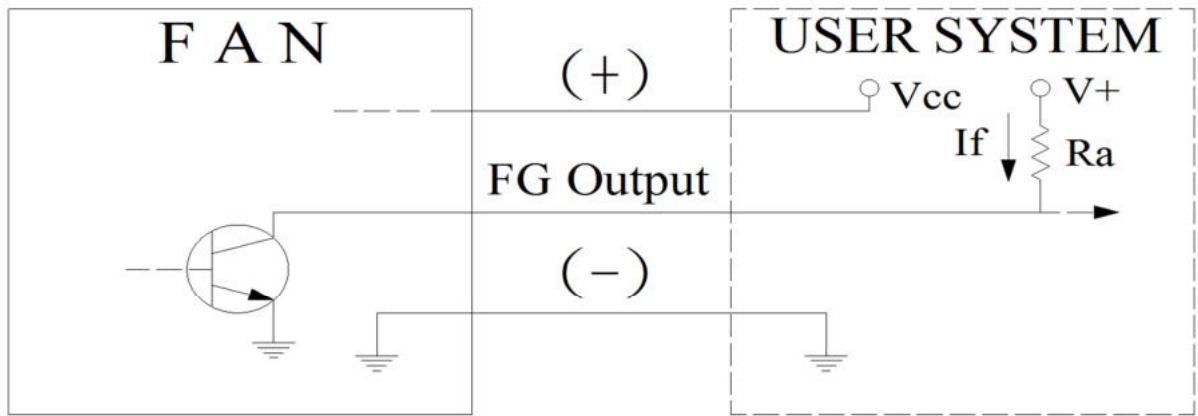 F A N
USER SYSTEM
(+)
Vcc
V+
If
Ra
FG Output
(-)